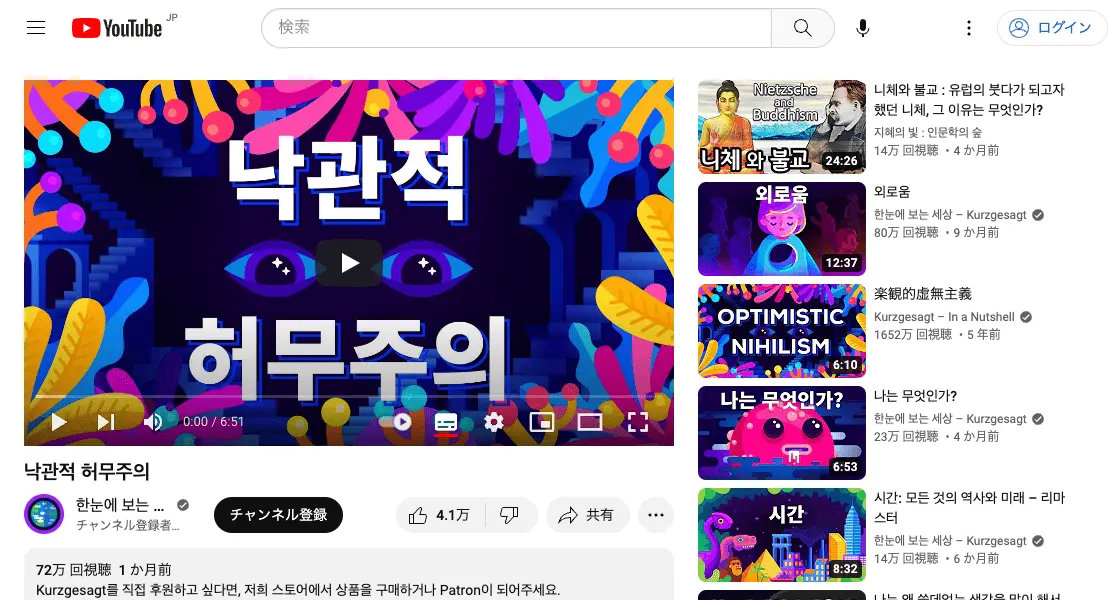 YouTube JP
検索
ログイン
낙관적
허무주의
0:00 / 6:51
낙관적 허무주의
한눈에 보는 ...
チャンネル登録者...
チャンネル登録
4.1万
共有
72万 回視聴 1 か月前
Kurzgesagt를 직접 후원하고 싶다면, 저희 스토어에서 상품을 구매하거나 Patron이 되어주세요.
Nietzsche
and
Buddhism
니체 와 불교
24:26
니체와 불교 : 유럽의 붓다가 되고자
했던 니체, 그 이유는 무엇인가?
지혜의 빛 : 인문학의 숲
14万 回視聴 ・4 か月前
외로움
12:37
외로움
한눈에 보는 세상 – Kurzgesagt
80万 回視聴 ・9 か月前
OPTIMISTIC
NIHILISM
6:10
楽観的虚無主義
Kurzgesagt – In a Nutshell
1652万 回視聴 ・5 年前
나는 무엇인가?
6:53
나는 무엇인가?
한눈에 보는 세상 – Kurzgesagt
23万 回視聴 ・4 か月前
시간
8:32
시간: 모든 것의 역사와 미래 – 리마
스터
한눈에 보는 세상 – Kurzgesagt
14万 回視聴 ・6 か月前
나는 왜 쓸데없는 생각을 많이 해서